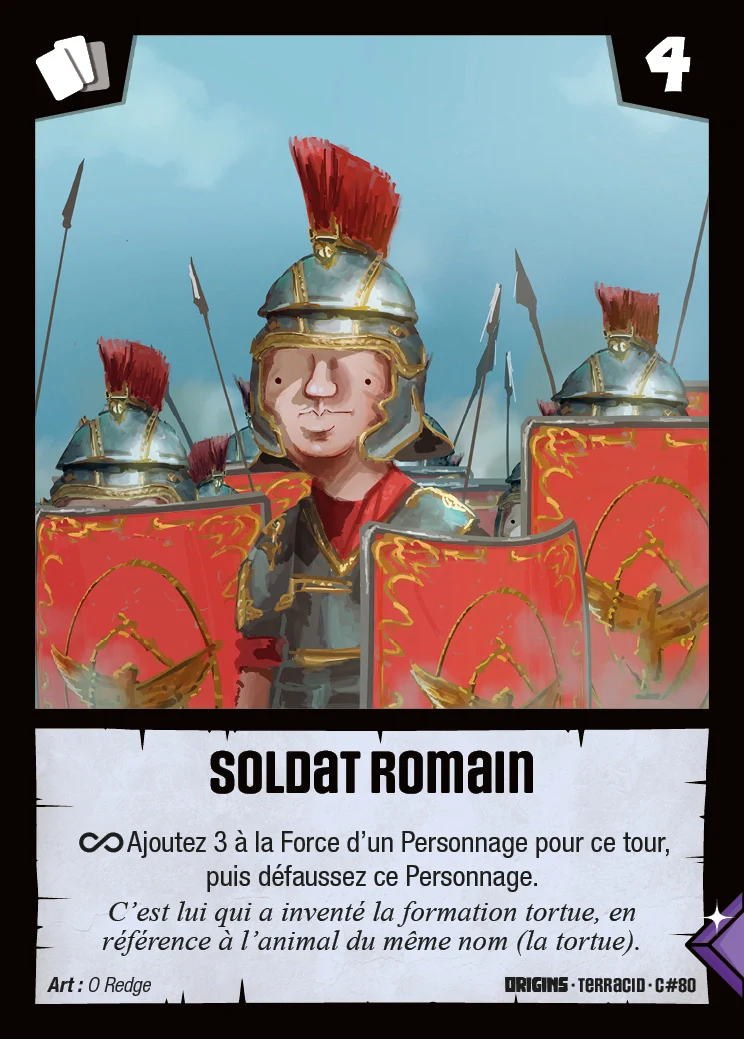 4
SOLDAT ROMAIN
∞ Ajoutez 3 à la Force d’un Personnage pour ce tour,
puis défaussez ce Personnage.
C’est lui qui a inventé la formation tortue, en
référence à l’animal du même nom (la tortue).
Art : O Redge
ORIGINS · TERRACID · C#80